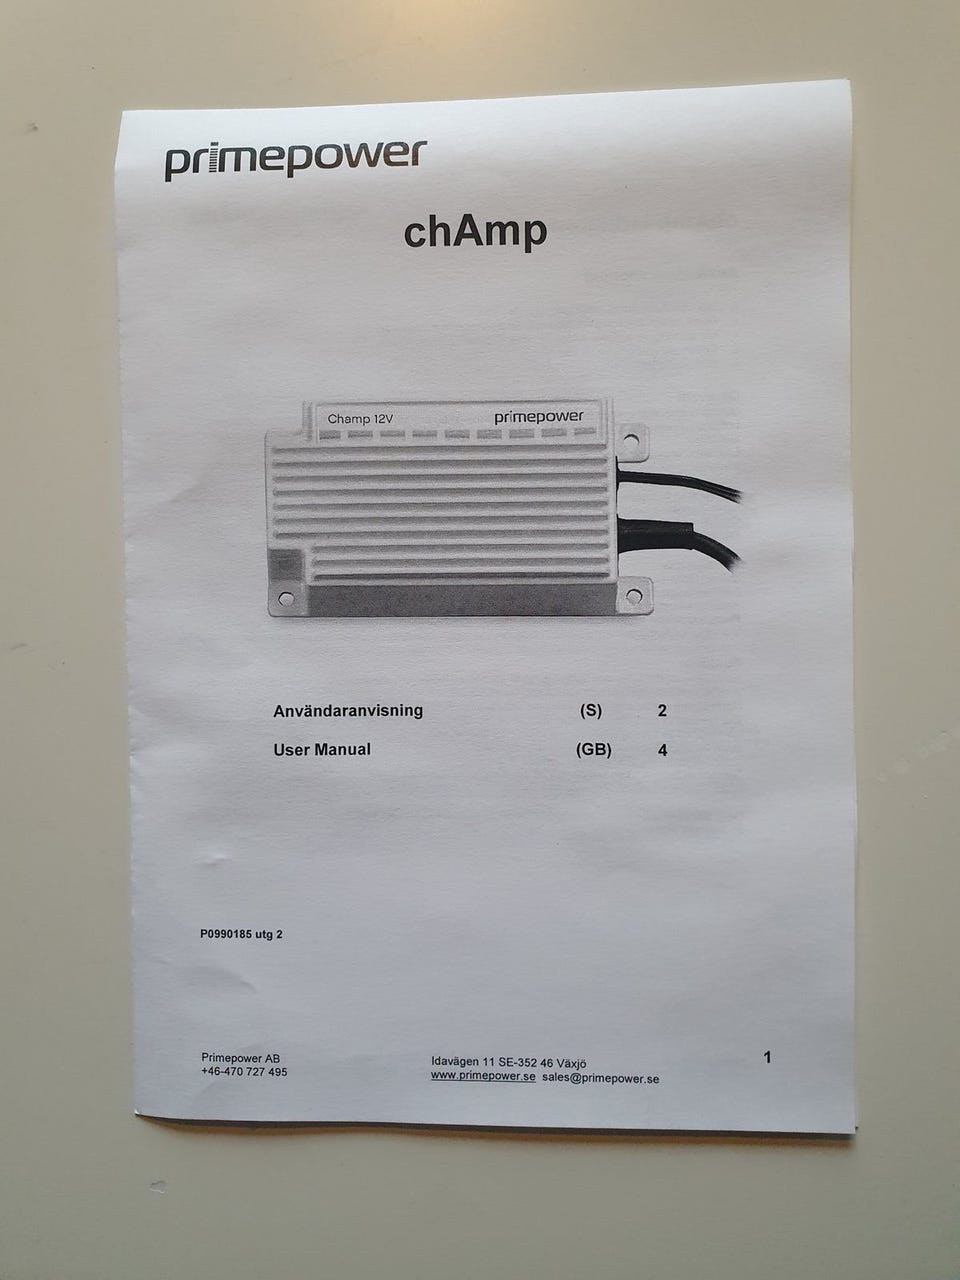 primepower
chAmp
Champ 12V primepower
Användaranvisning (S) 2
User Manual (GB) 4
P0990185 utg 2
Primepower AB
+46-470 727 495
Idavägen 11 SE-352 46 Växjö
www.primepower.se sales@primepower.se
1